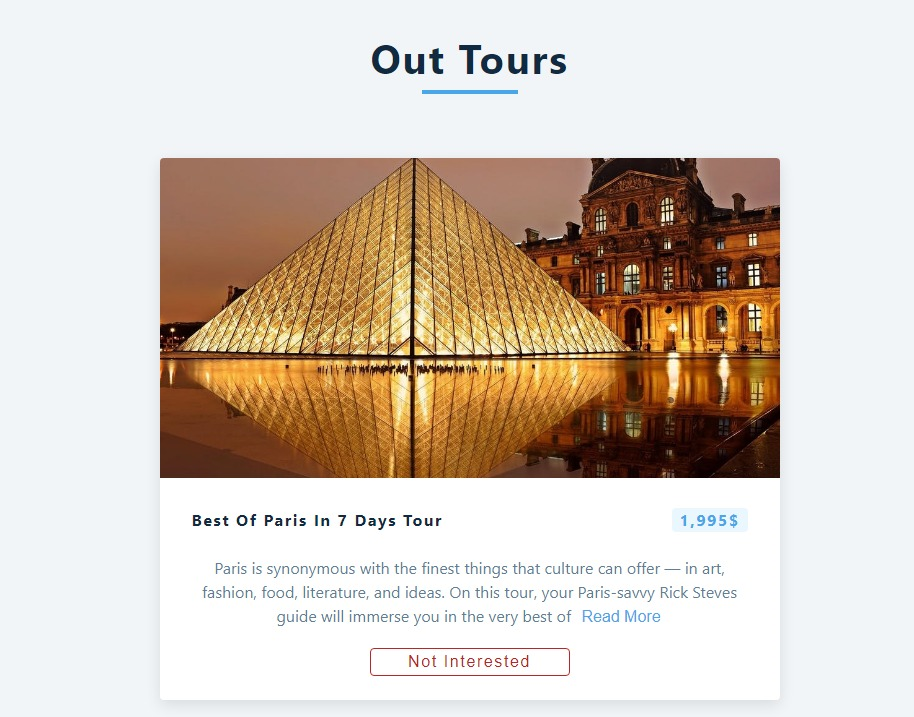 Out Tours
Best Of Paris In 7 Days Tour
1,995$
Paris is synonymous with the finest things that culture can offer — in art,
fashion, food, literature, and ideas. On this tour, your Paris-savvy Rick Steves
guide will immerse you in the very best of Read More
Not Interested